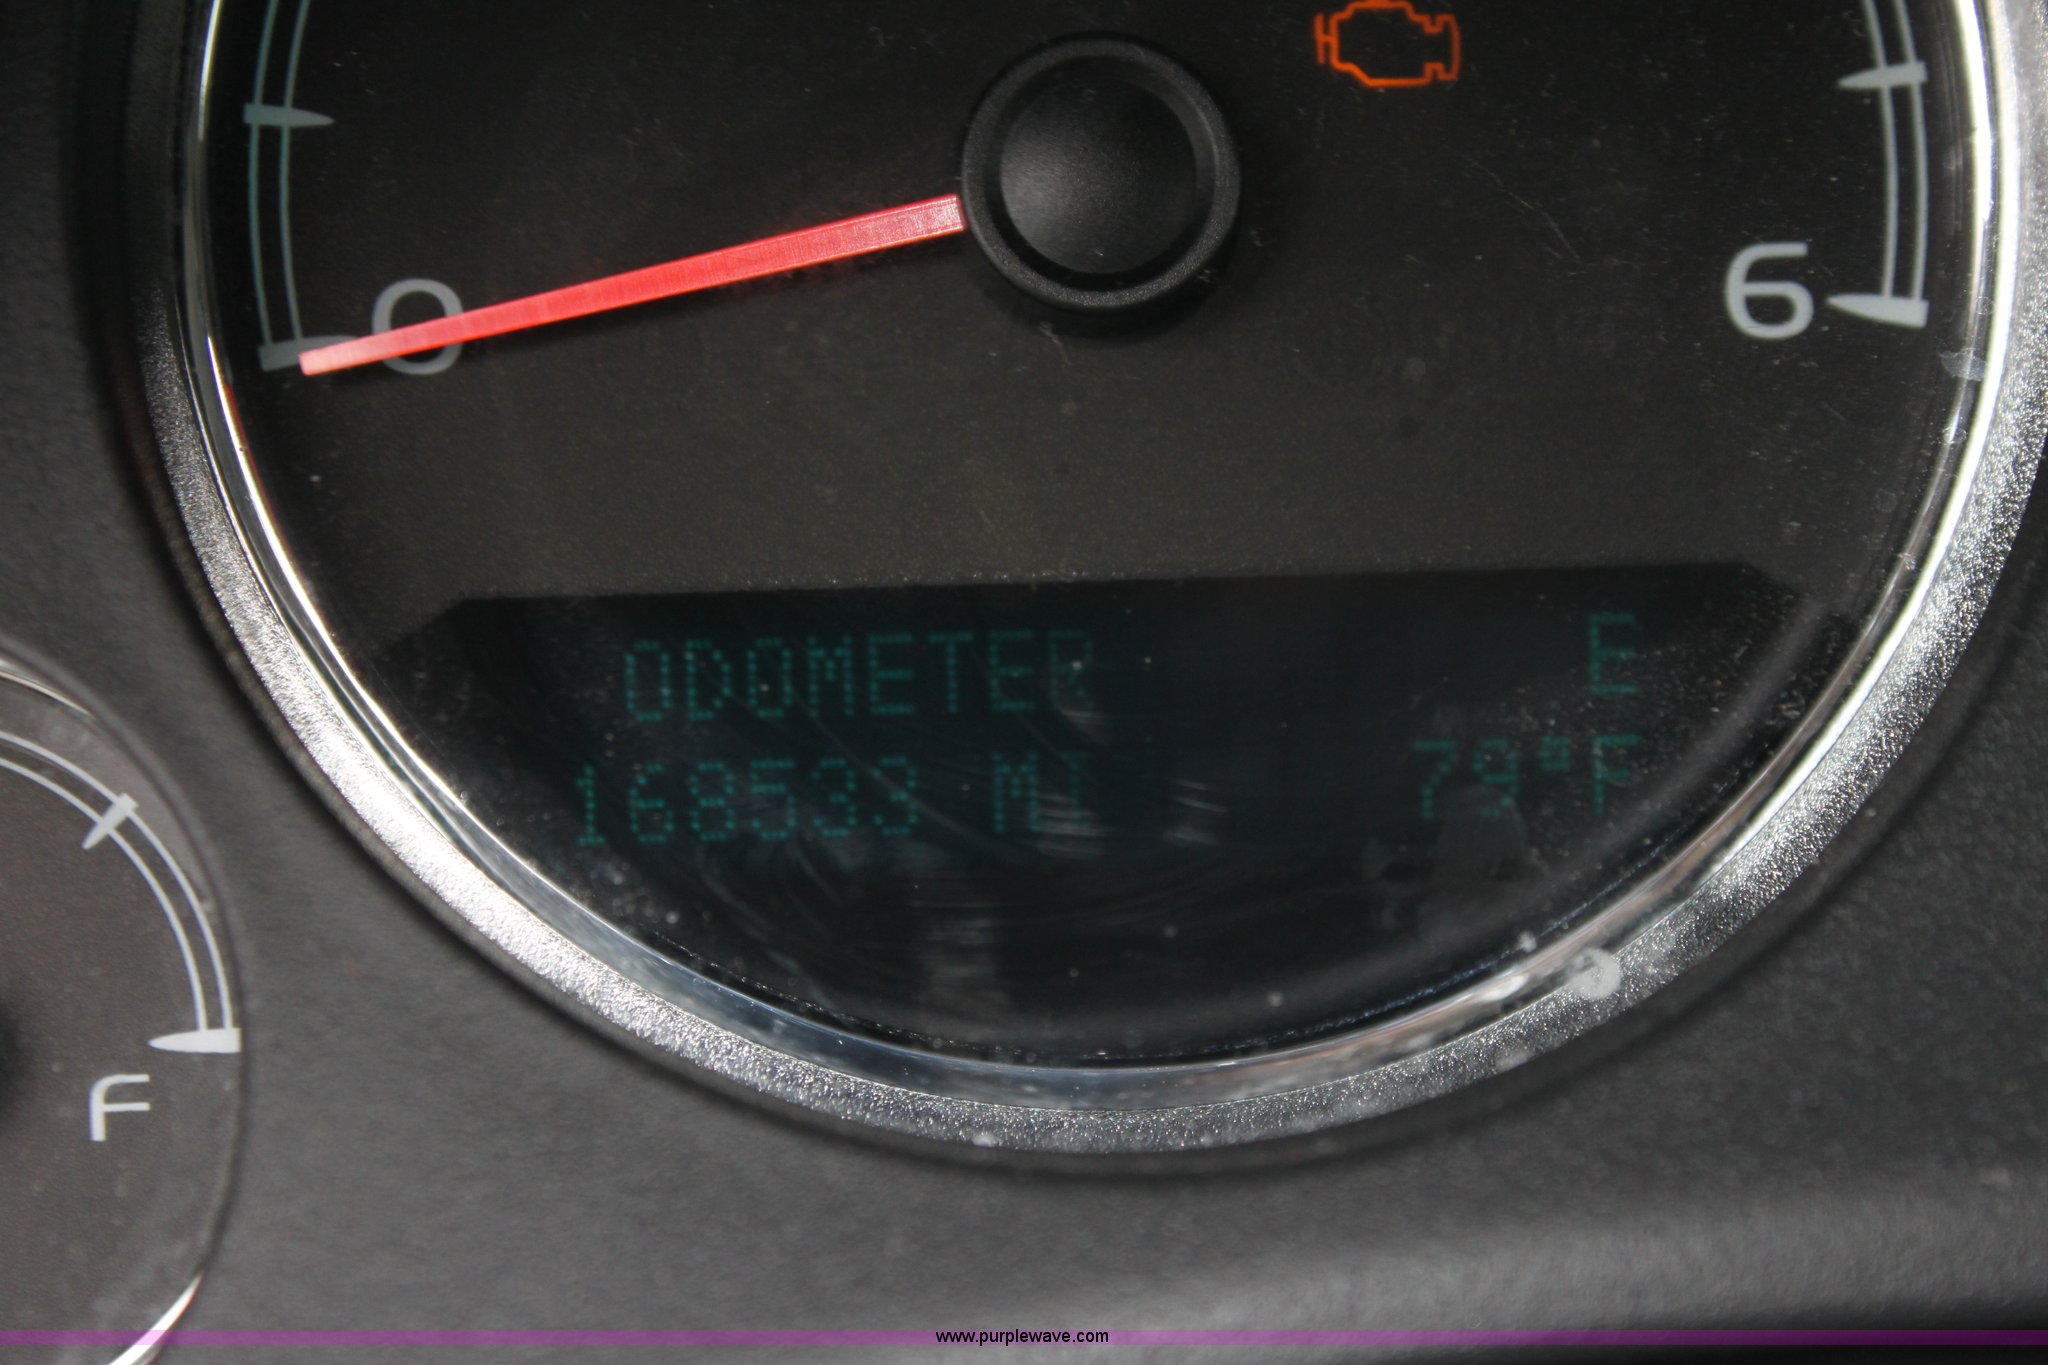 0
6
ODOMETER E
168533 MI 79°F
F
www.purplewave.com